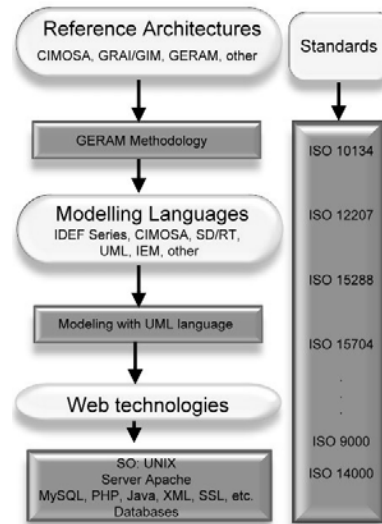 Reference Architectures
CIMOSA, GRAI/GIM, GERAM, other
GERAM Methodology
Modelling Languages
IDEF Series, CIMOSA, SD/RT,
UML, IEM, other
Modeling with UML language
Web technologies
SO: UNIX
Server Apache
MySQL, PHP, Java, XML, SSL, etc.
Databases
Standards
ISO 10134
ISO 12207
ISO 15288
ISO 15704
.
.
.
ISO 9000
ISO 14000